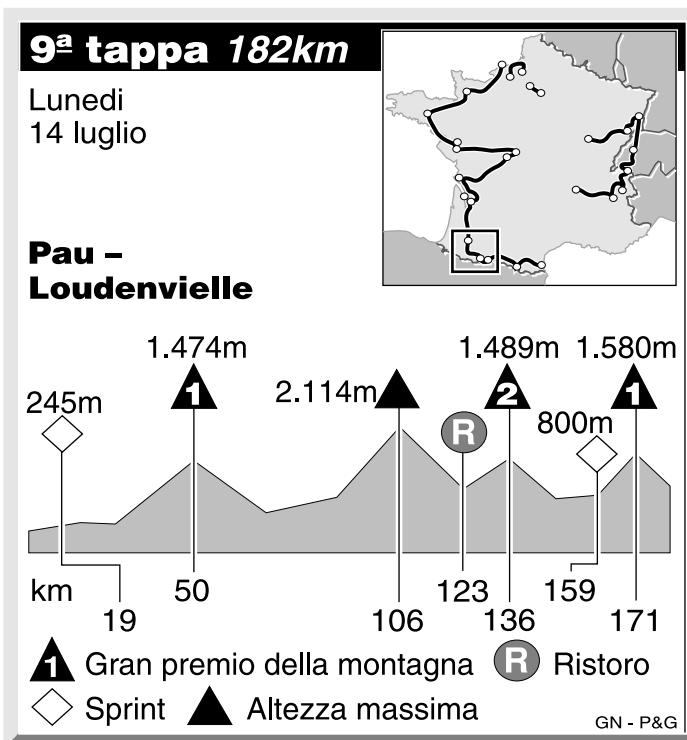 9ª tappa 182km
Lunedi
14 luglio
Pau –
Loudenvielle
1.474m
1.489m
1.580m
1
2.114m
2
1
245m
R
800m
km
50
123
159
19
106
136
171
1 Gran premio della montagna
R Ristoro
Sprint
Altezza massima
GN - P&G